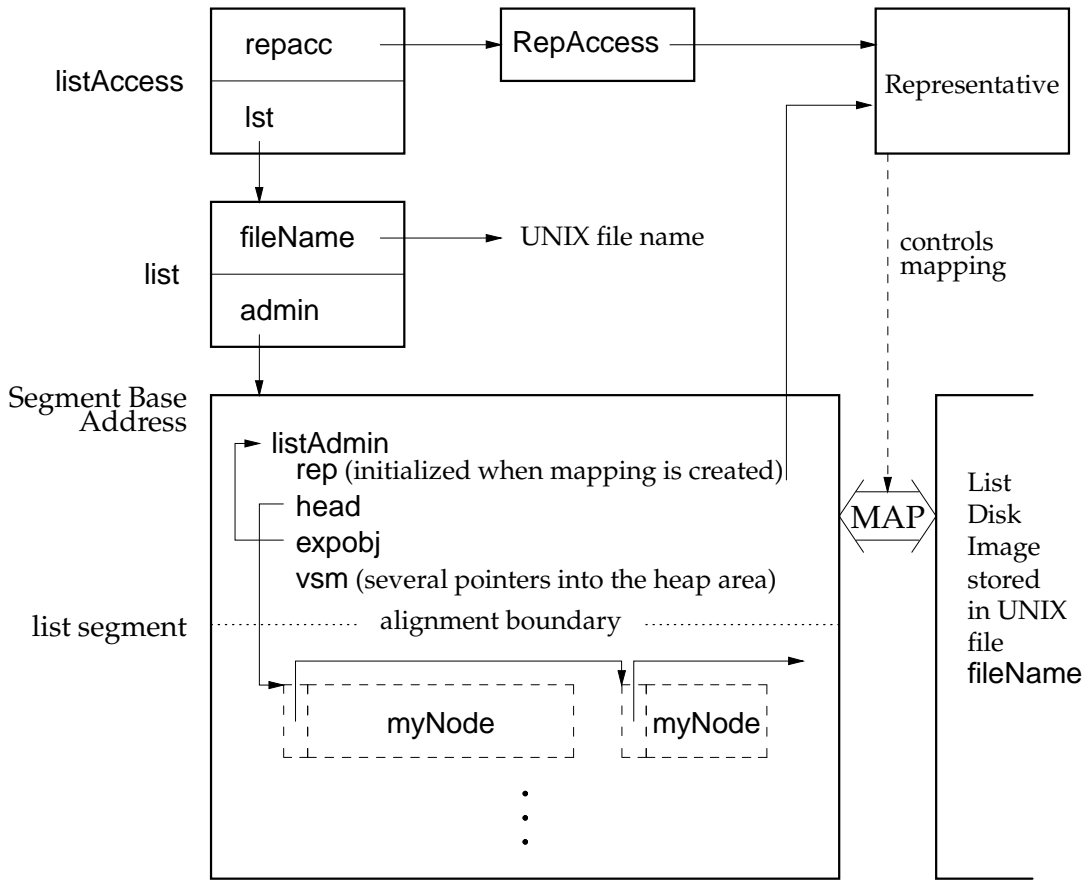 repacc
RepAccess
listAccess
Representative
lst
fileName
UNIX file name
controls
mapping
list
admin
Segment Base
Address
listAdmin
rep (initialized when mapping is created)
head
expobj
vsm (several pointers into the heap area)
MAP
List
Disk
Image
stored
in UNIX
file
fileName
list segment
alignment boundary
myNode
myNode